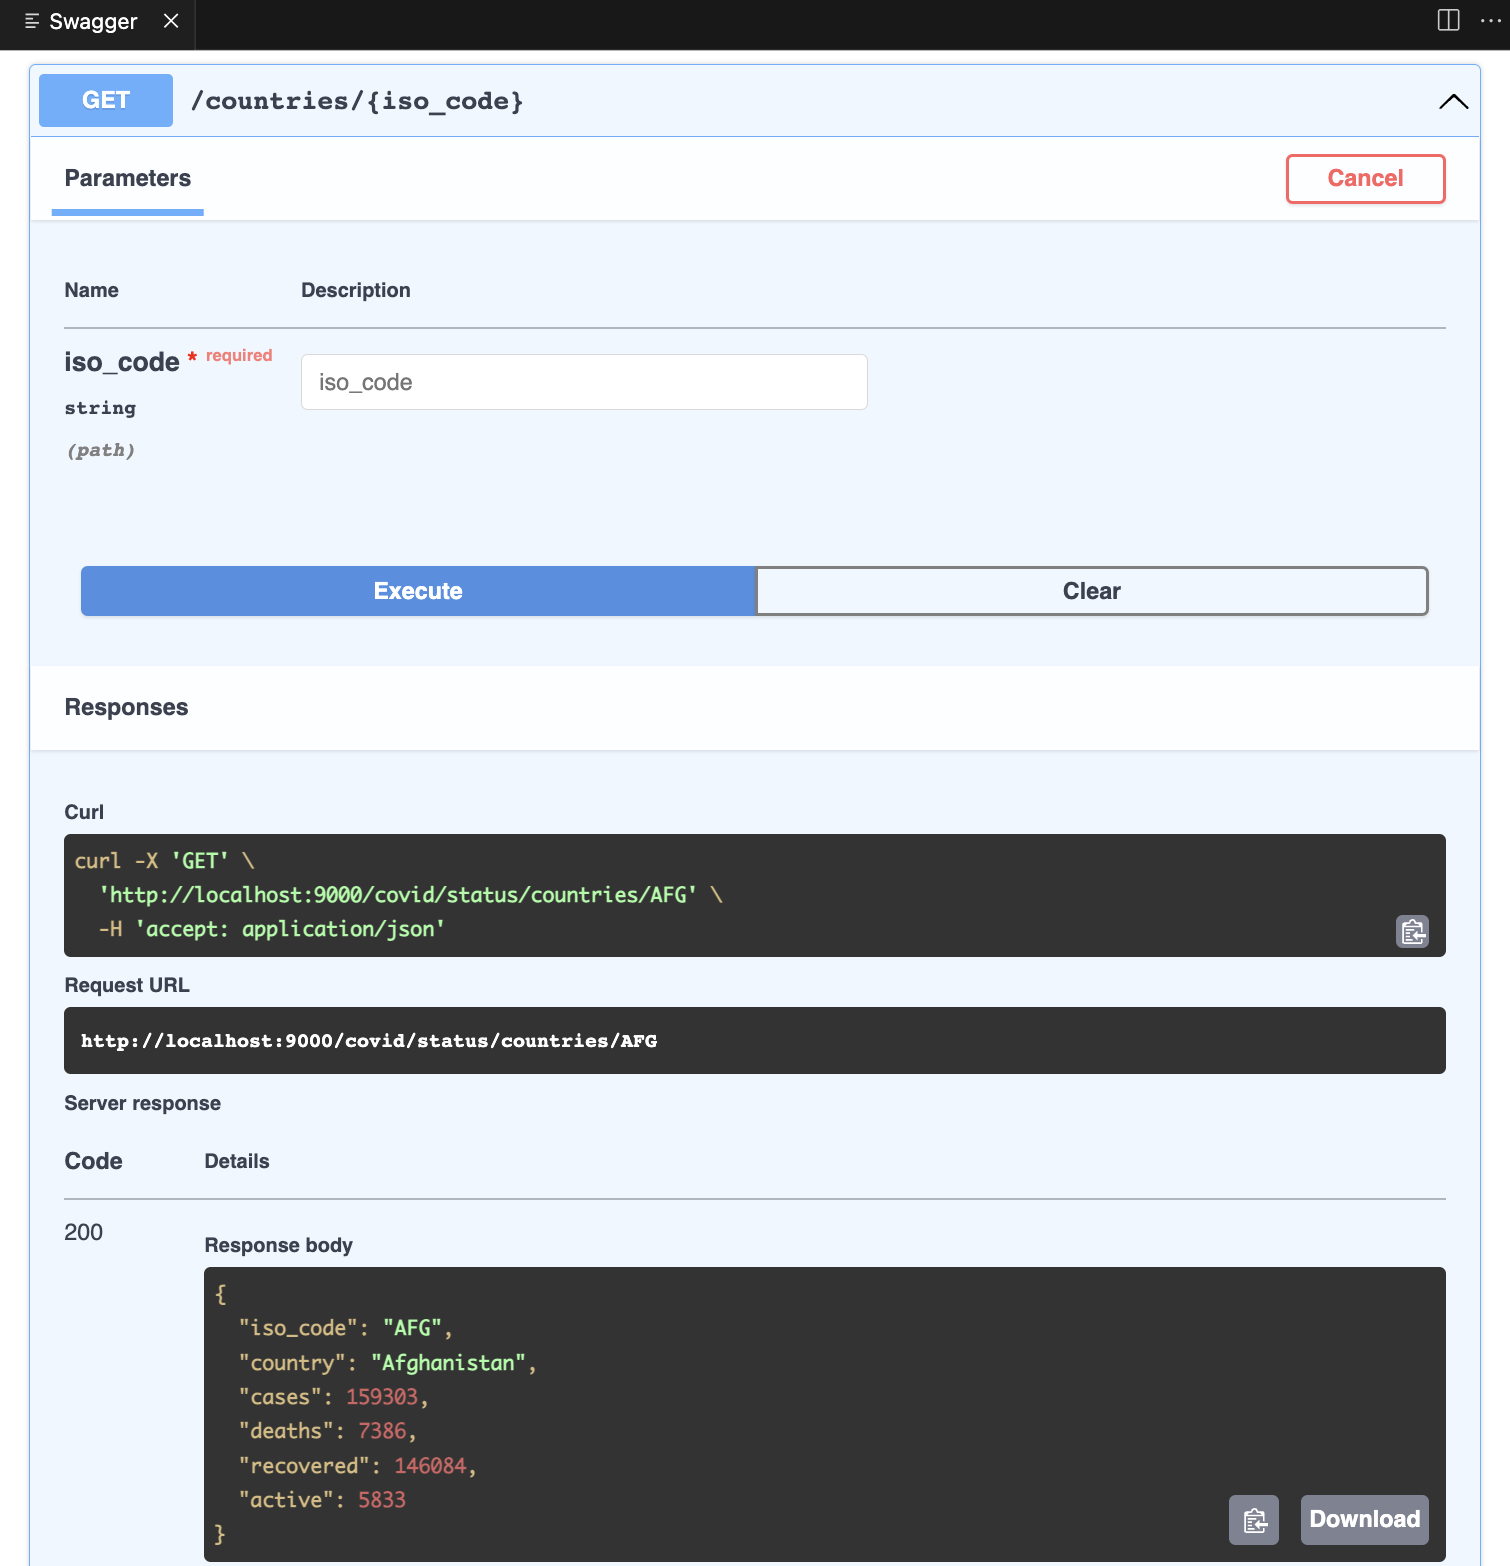 Swagger
GET /countries/{iso_code}
Parameters
Cancel
Name Description
iso_code * required
iso_code
string
(path)
Execute Clear
Responses
Curl
curl -X 'GET' \
'http://localhost:9000/covid/status/countries/AFG' \
-H 'accept: application/json'
Request URL
http://localhost:9000/covid/status/countries/AFG
Server response
Code Details
200
Response body
{
"iso_code": "AFG",
"country": "Afghanistan",
"cases": 159303,
"deaths": 7386,
"recovered": 146084,
"active": 5833
}
Download